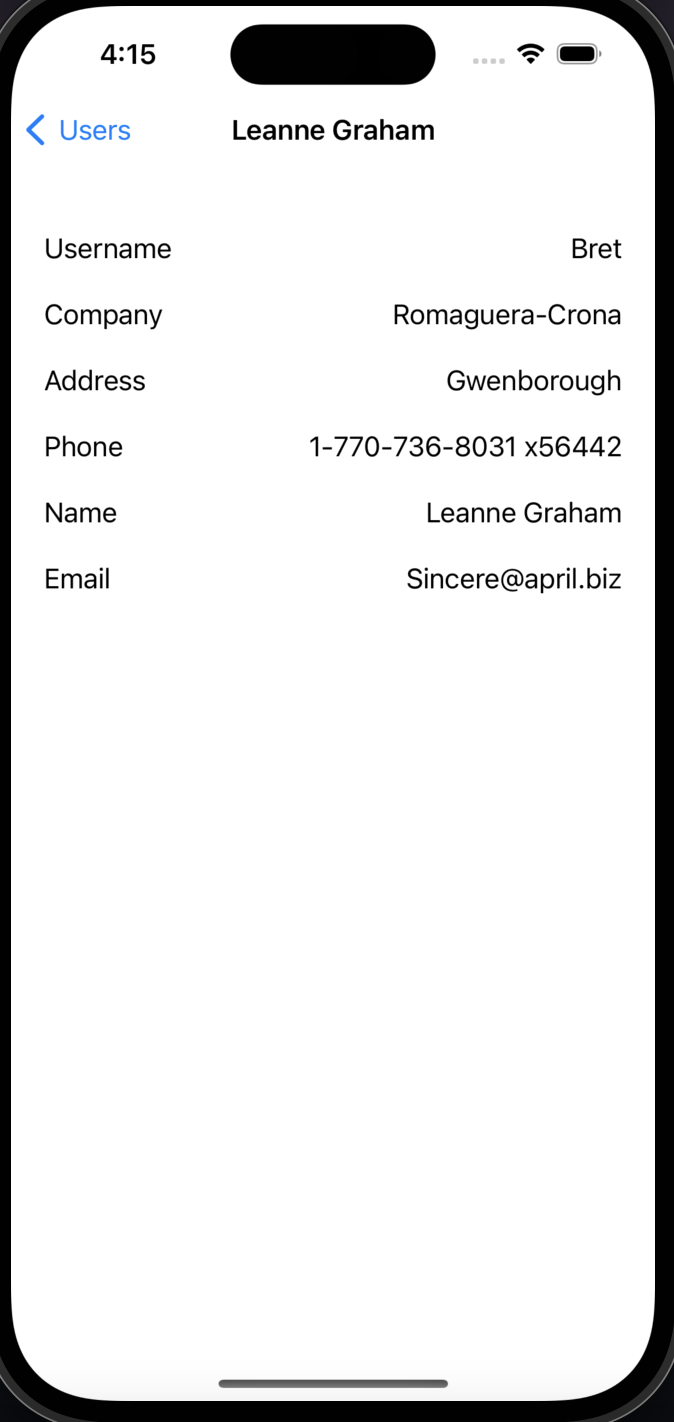 4:15
Users Leanne Graham
Username Bret
Company Romaguera-Crona
Address Gwenborough
Phone 1-770-736-8031 x56442
Name Leanne Graham
Email Sincere@april.biz